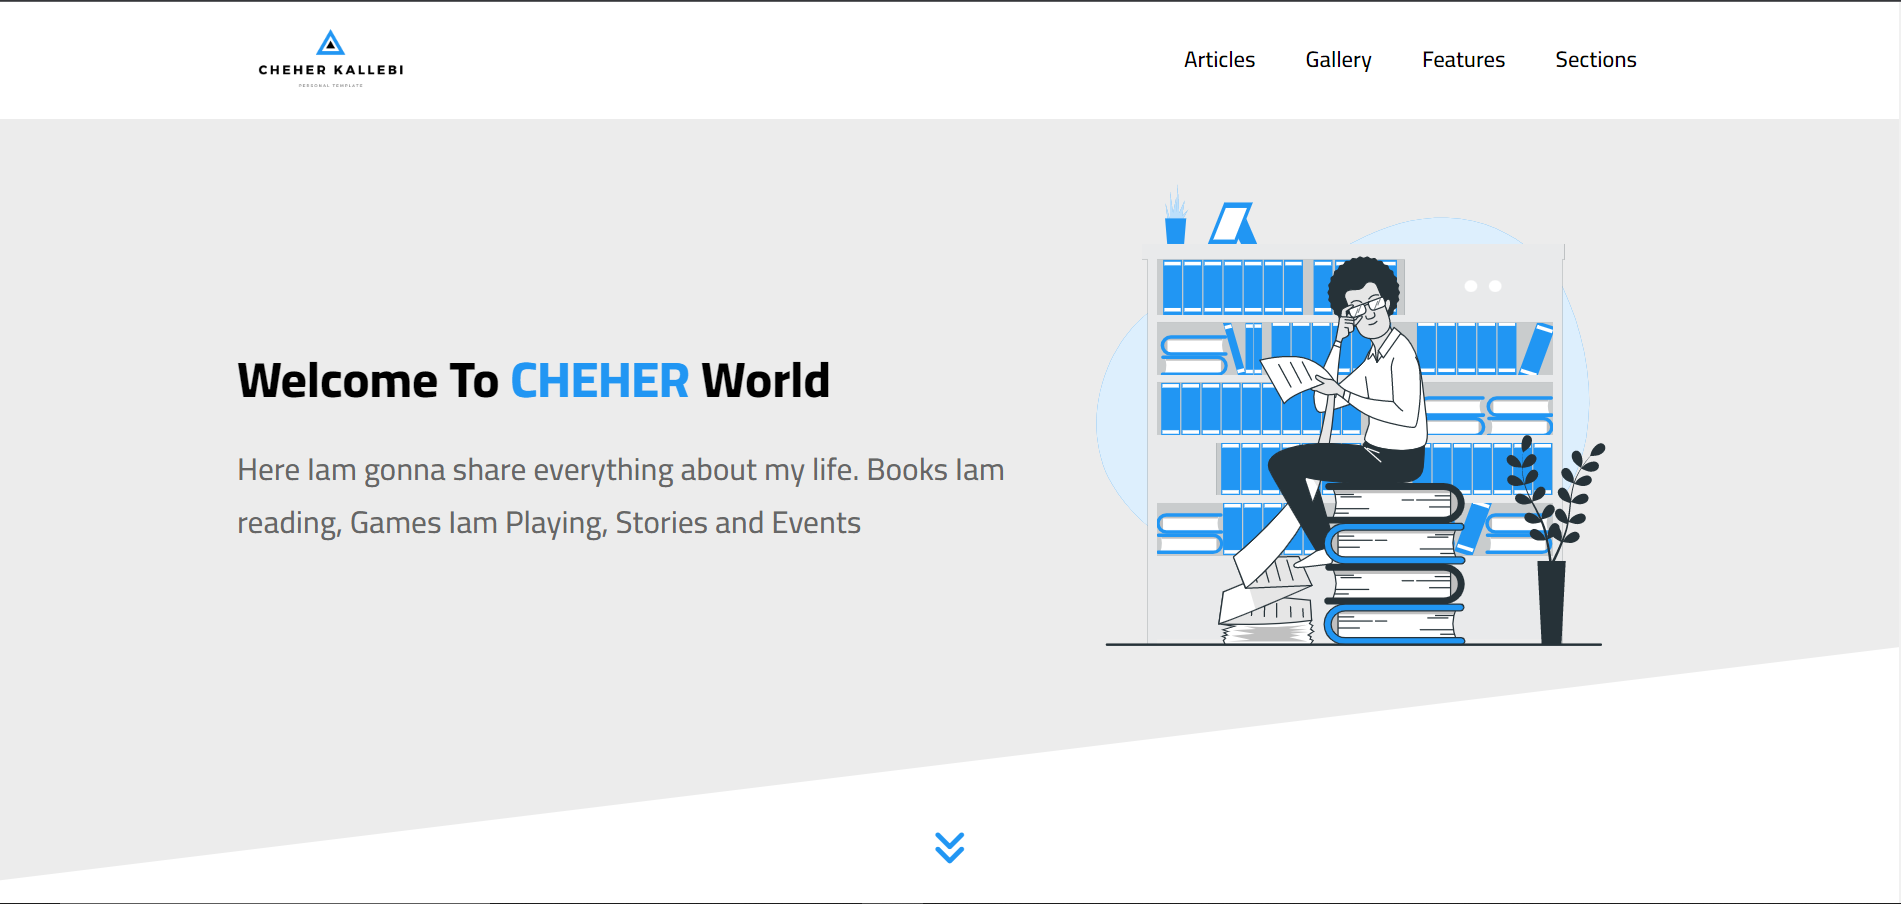 CHEHER KALLEBI
PERSONAL TEMPLATE
Articles Gallery Features Sections
Welcome To CHEHER World
Here Iam gonna share everything about my life. Books Iam
reading, Games Iam Playing, Stories and Events